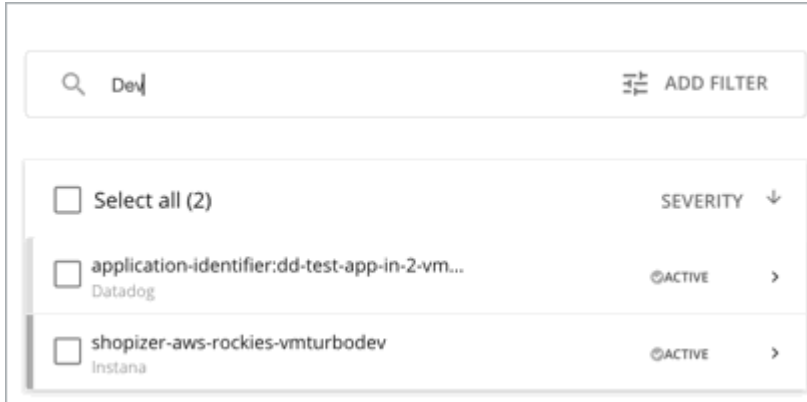 Dev
ADD FILTER
Select all (2)
SEVERITY
application-identifier:dd-test-app-in-2-vm...
Datadog
ACTIVE
shopizer-aws-rockies-vmturbodev
Instana
ACTIVE